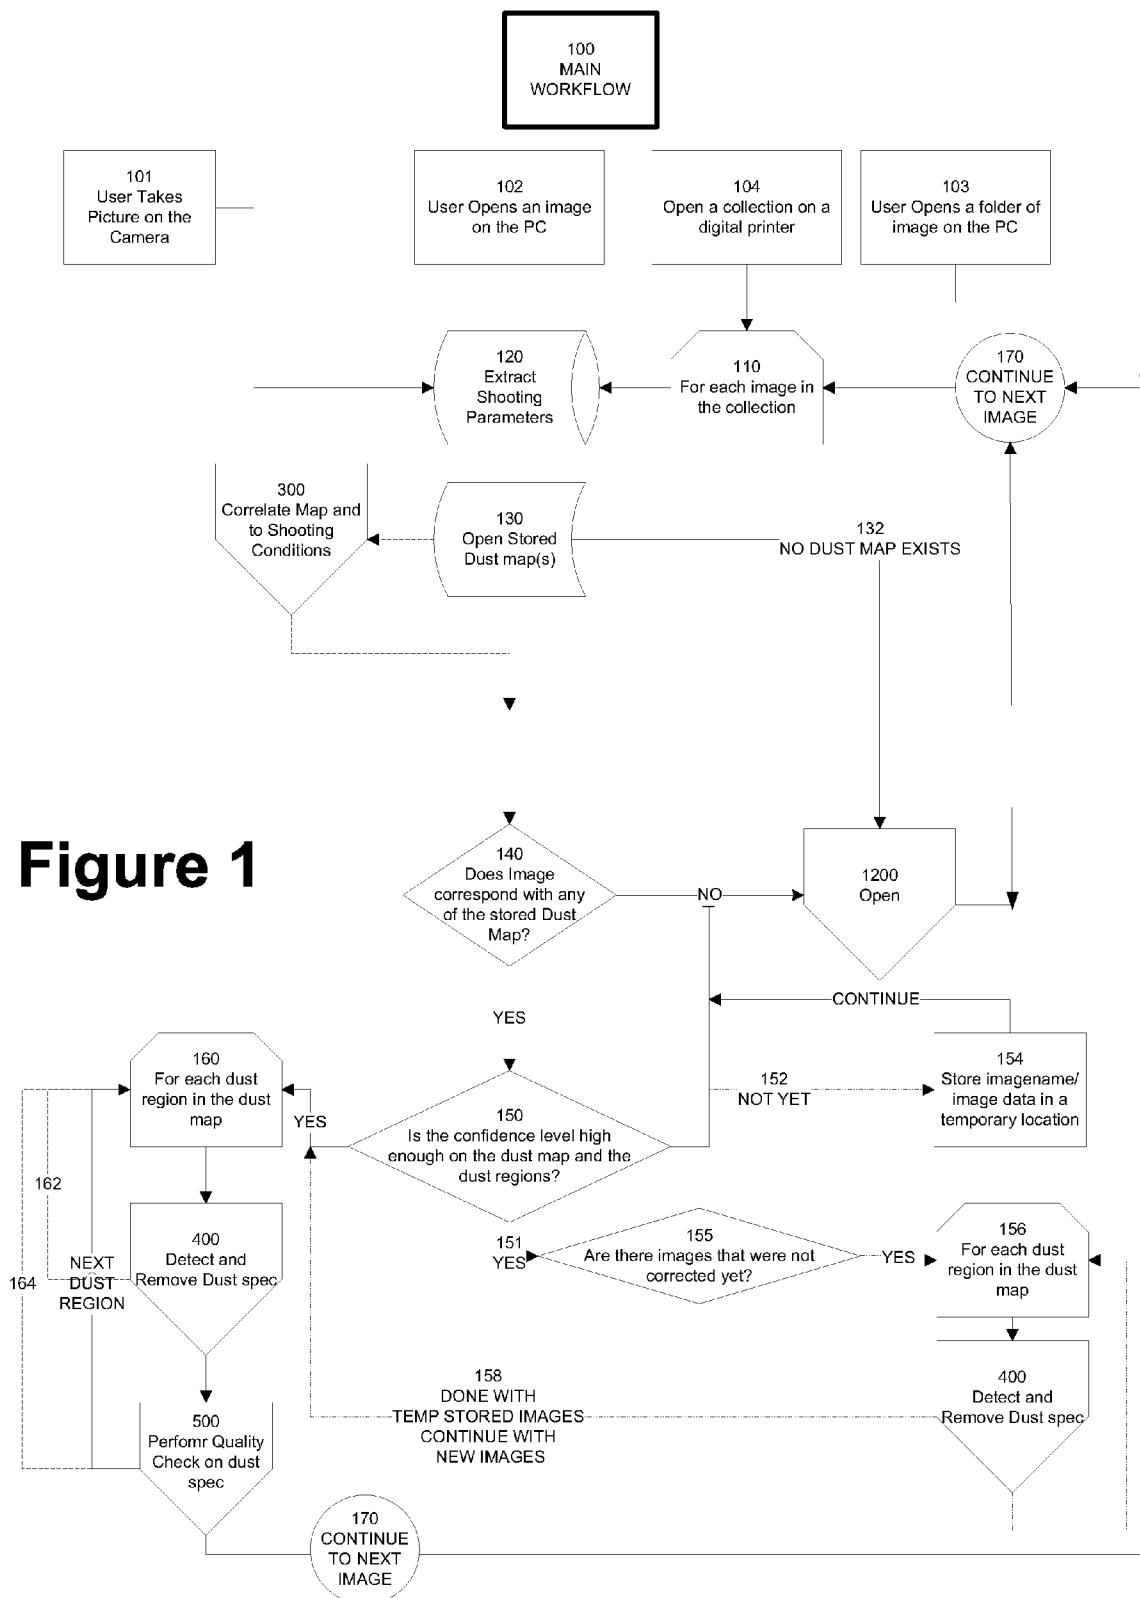 100
MAIN
WORKFLOW
101
User Takes
Picture on the
Camera
102
User Opens an image
on the PC
104
Open a collection on a
digital printer
103
User Opens a folder of
image on the PC
120
Extract
Shooting
Parameters
110
For each image in
the collection
170
CONTINUE
TO NEXT
IMAGE
300
Correlate Map and
to Shooting
Conditions
130
Open Stored
Dust map(s)
132
NO DUST MAP EXISTS
Figure 1
140
Does Image
correspond with any
of the stored Dust
Map?
NO
1200
Open
CONTINUE
YES
160
For each dust
region in the dust
map
YES
150
Is the confidence level high
enough on the dust map and the
dust regions?
152
NOT YET
154
Store imagename/
image data in a
temporary location
162
164
NEXT
DUST
REGION
400
Detect and
Remove Dust spec
151
YES
155
Are there images that were not
corrected yet?
YES
156
For each dust
region in the dust
map
158
DONE WITH
TEMP STORED IMAGES
CONTINUE WITH
NEW IMAGES
400
Detect and
Remove Dust spec
500
Perfomr Quality
Check on dust
spec
170
CONTINUE
TO NEXT
IMAGE